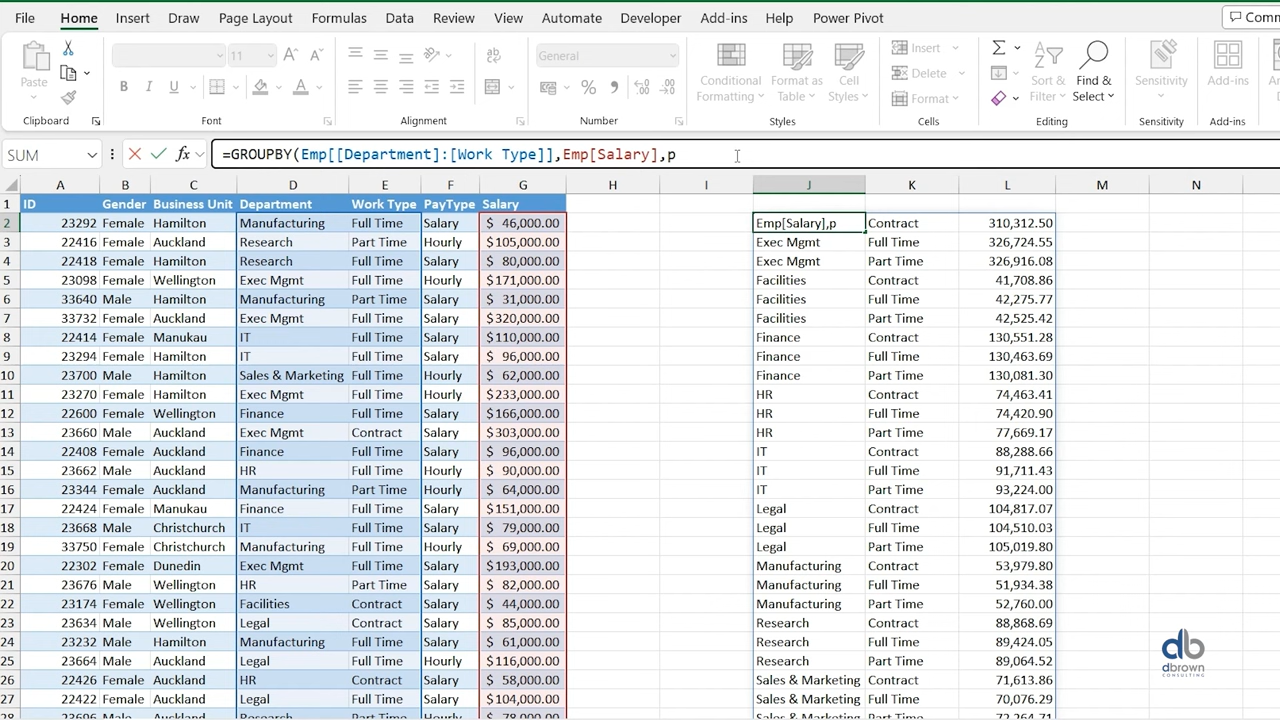 File Home Insert Draw Page Layout Formulas Data Review View Automate Developer Add-ins Help Power Pivot
Paste
Clipboard
11
B I U
Font
Alignment
General
Number
Conditional Formatting
Format as Table
Cell Styles
Styles
Insert
Delete
Format
Cells
Sort & Filter
Find & Select
Editing
Sensitivity
Sensitivity
Add-ins
Add-ins
SUM fx =GROUPBY(Emp[[Department]:[Work Type]],Emp[Salary],p
A B C D E F G H I J K L M N
1 ID Gender Business Unit Department Work Type PayType Salary
2 23292 Female Hamilton Manufacturing Full Time Salary $ 46,000.00 Emp[Salary],p Contract 310,312.50
3 22416 Female Auckland Research Part Time Hourly $105,000.00 Exec Mgmt Full Time 326,724.55
4 22418 Female Hamilton Research Full Time Salary $ 80,000.00 Exec Mgmt Part Time 326,916.08
5 23098 Female Wellington Exec Mgmt Full Time Hourly $171,000.00 Facilities Contract 41,708.86
6 33640 Male Hamilton Manufacturing Part Time Salary $ 31,000.00 Facilities Full Time 42,275.77
7 33732 Female Auckland Exec Mgmt Full Time Salary $320,000.00 Facilities Part Time 42,525.42
8 22414 Female Manukau IT Full Time Salary $110,000.00 Finance Contract 130,551.28
9 23294 Female Hamilton IT Full Time Salary $ 96,000.00 Finance Full Time 130,463.69
10 23700 Male Hamilton Sales & Marketing Full Time Hourly $ 62,000.00 Finance Part Time 130,081.30
11 23270 Female Hamilton Exec Mgmt Full Time Hourly $233,000.00 HR Contract 74,463.41
12 22600 Female Wellington Finance Full Time Salary $166,000.00 HR Full Time 74,420.90
13 23660 Male Auckland Exec Mgmt Contract Salary $303,000.00 HR Part Time 77,669.17
14 22408 Female Auckland Finance Full Time Salary $ 96,000.00 IT Contract 88,288.66
15 23662 Male Auckland HR Full Time Hourly $ 90,000.00 IT Full Time 91,711.43
16 23344 Female Auckland Manufacturing Part Time Hourly $ 64,000.00 IT Part Time 93,224.00
17 22424 Female Manukau Finance Full Time Salary $151,000.00 Legal Contract 104,817.07
18 23668 Male Christchurch IT Full Time Salary $ 79,000.00 Legal Full Time 104,510.03
19 33750 Female Christchurch Manufacturing Full Time Hourly $ 69,000.00 Legal Part Time 105,019.80
20 22302 Female Dunedin Exec Mgmt Full Time Salary $193,000.00 Manufacturing Contract 53,979.80
21 23676 Male Wellington HR Part Time Salary $ 82,000.00 Manufacturing Full Time 51,934.38
22 23174 Female Wellington Facilities Contract Salary $ 44,000.00 Manufacturing Part Time 52,760.00
23 23634 Female Wellington Legal Contract Salary $ 85,000.00 Research Contract 88,868.69
24 23232 Male Hamilton Manufacturing Full Time Salary $ 61,000.00 Research Full Time 89,424.05
25 23664 Male Auckland Legal Full Time Hourly $116,000.00 Research Part Time 89,064.52
26 22426 Female Auckland HR Contract Salary $ 58,000.00 Sales & Marketing Contract 71,613.86
27 22422 Female Auckland Legal Full Time Salary $104,000.00 Sales & Marketing Full Time 70,076.29
28 23696 Male Auckland Research Part Time Hourly $ 78,000.00 Sales & Marketing Part Time 72,264.71
db
dbrown
CONSULTING